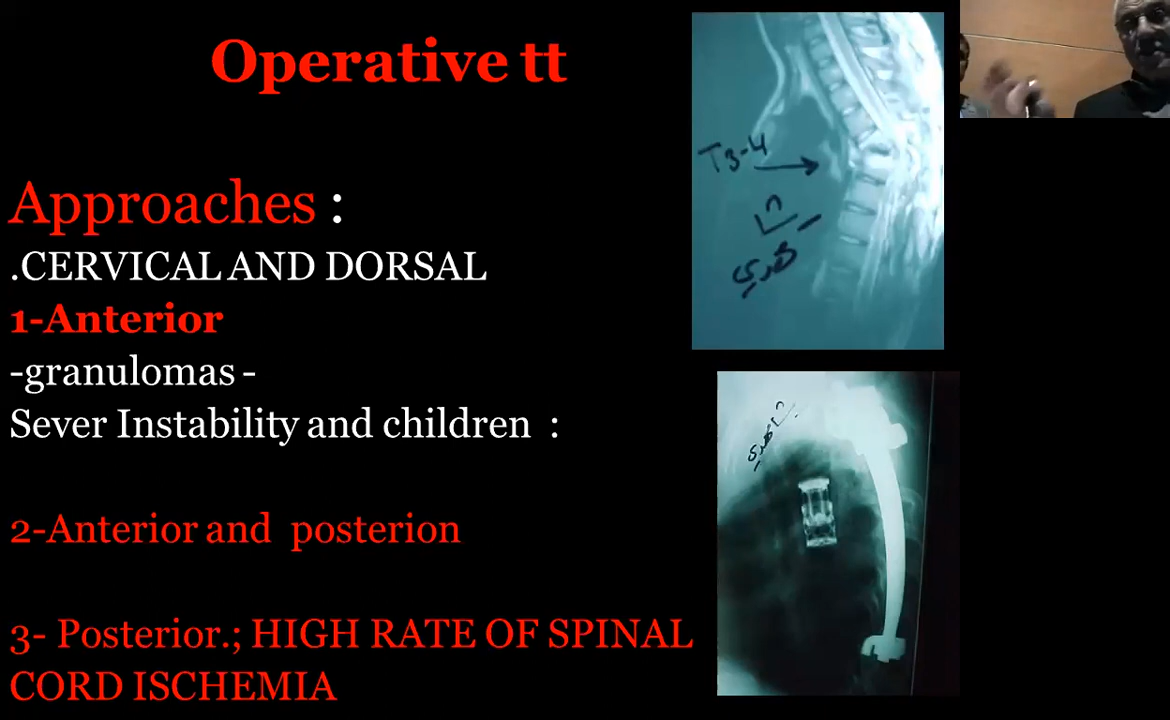 Operative tt
Approaches :
.CERVICAL AND DORSAL
1-Anterior
-granulomas -
Sever Instability and children :
2-Anterior and posterion
3- Posterior.; HIGH RATE OF SPINAL
CORD ISCHEMIA
T3-4